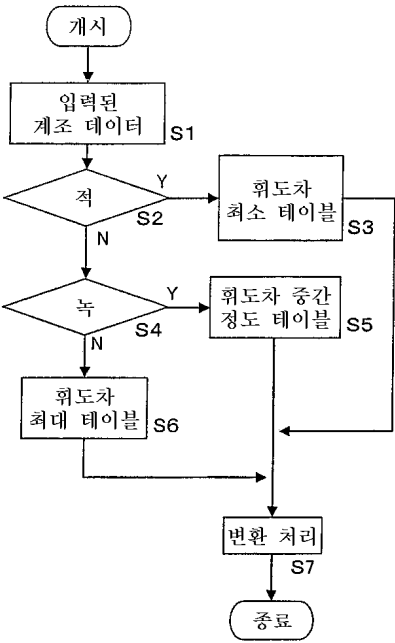 개시
입력된
계조 데이터
S1
적
Y
S2
N
휘도차
최소 테이블
S3
녹
Y
S4
N
휘도차 중간
정도 테이블
S5
휘도차
최대 테이블
S6
변환 처리
S7
종료